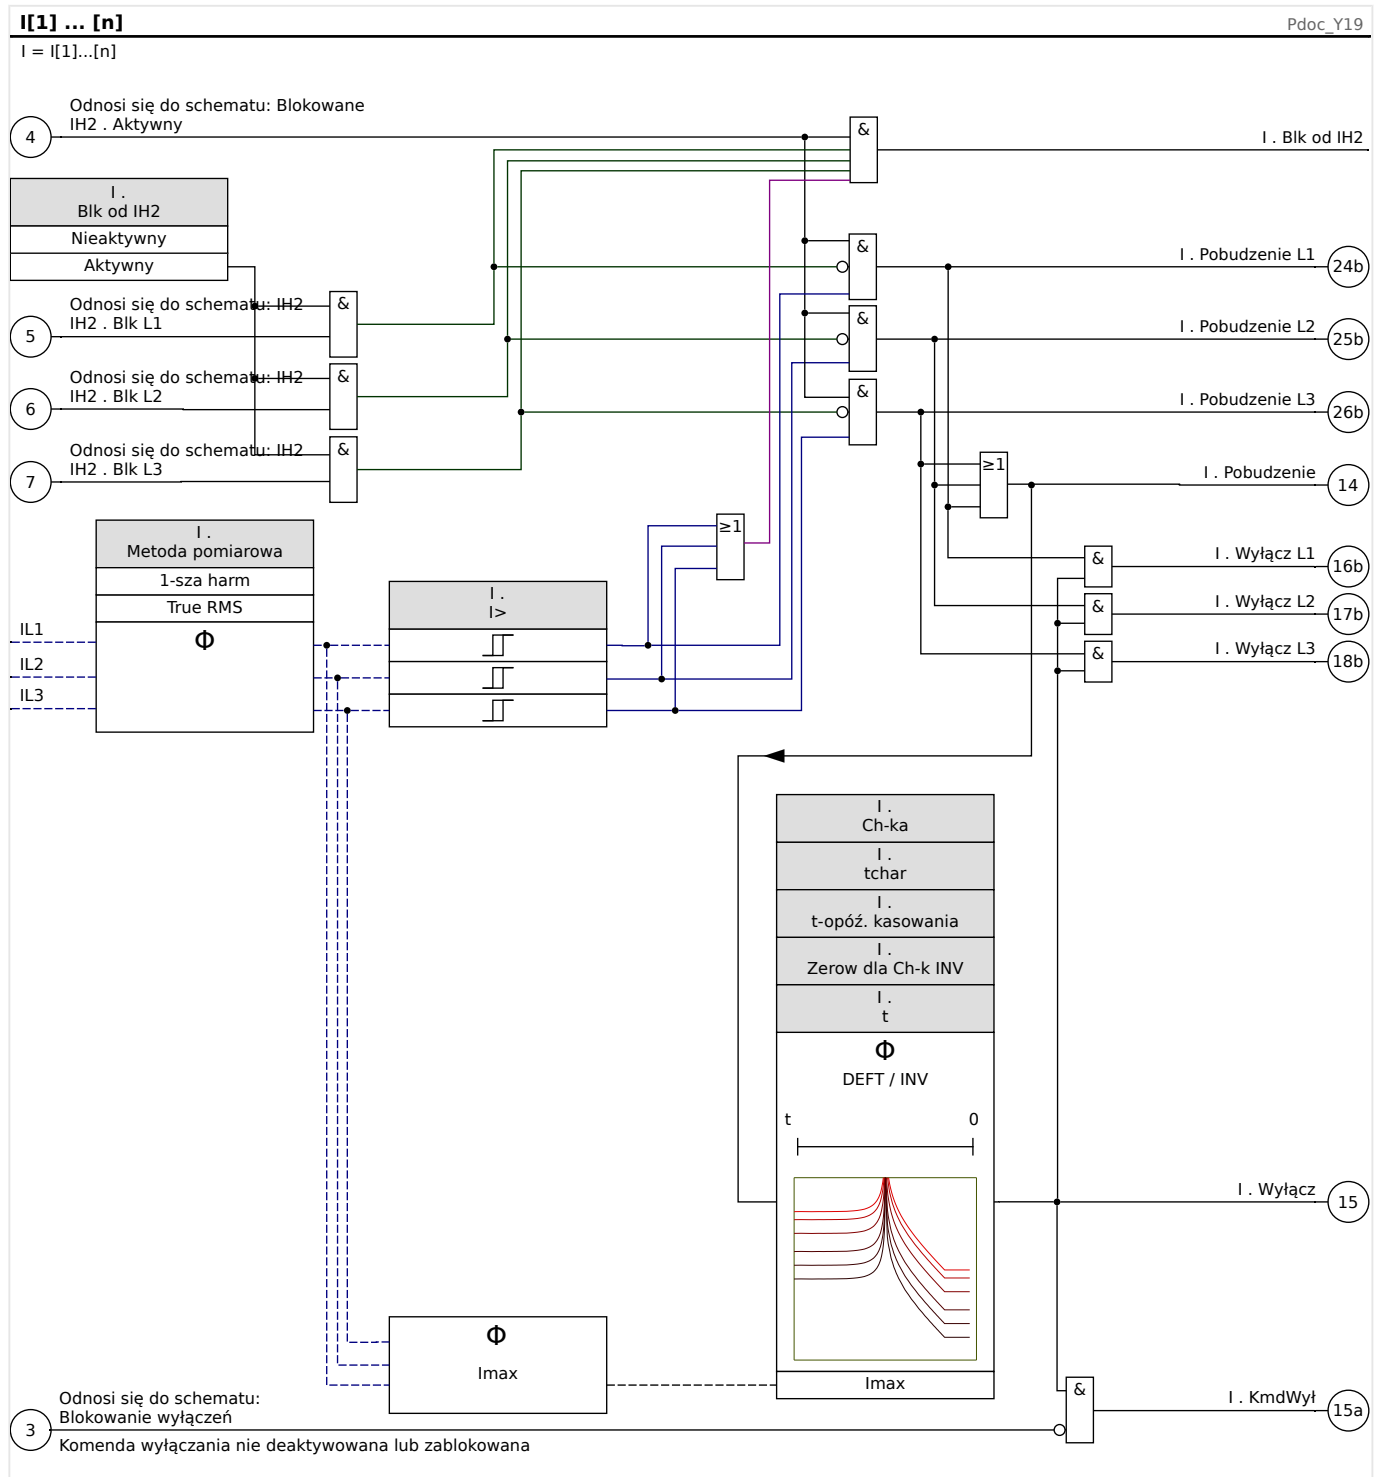 I[1] ... [n]
Pdoc_Y19
I = I[1]...[n]
Odnosi się do schematu: Blokowane
IH2 . Aktywny
4
&
I . Blk od IH2
I .
Blk od IH2
Nieaktywny
Aktywny
&
I . Pobudzenie L1
24b
Odnosi się do schematu: IH2
IH2 . Blk L1
5
&
&
I . Pobudzenie L2
25b
Odnosi się do schematu: IH2
IH2 . Blk L2
6
&
&
I . Pobudzenie L3
26b
Odnosi się do schematu: IH2
IH2 . Blk L3
7
&
≥1
I . Pobudzenie
14
I .
Metoda pomiarowa
1-sza harm
True RMS
Φ
IL1
IL2
IL3
≥1
I .
I>
&
I . Wyłącz L1
16b
&
I . Wyłącz L2
17b
&
I . Wyłącz L3
18b
I .
Ch-ka
I .
tchar
I .
t-opóź. kasowania
I .
Zerow dla Ch-k INV
I .
t
Φ
DEFT / INV
t
0
I . Wyłącz
15
Φ
Imax
Imax
Odnosi się do schematu:
Blokowanie wyłączeń
3
Komenda wyłączania nie deaktywowana lub zablokowana
&
I . KmdWył
15a